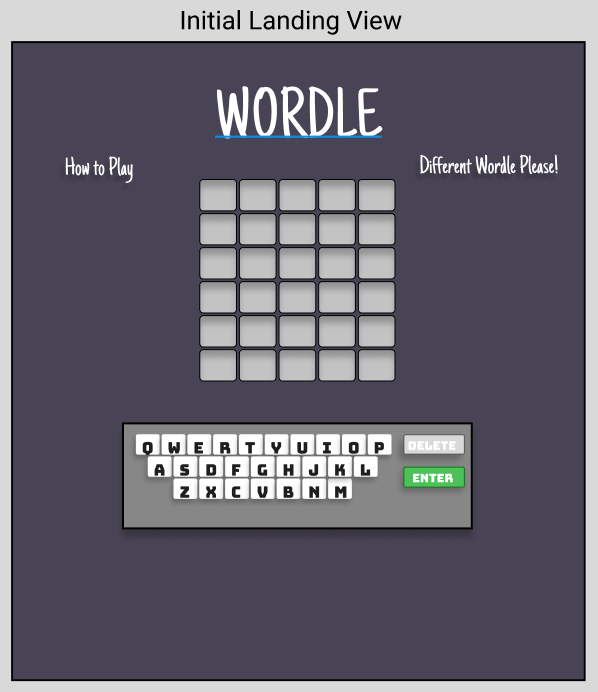 Initial Landing View
WORDLE
How to Play
Different Wordle Please!
Q W E R T Y U I O P
DELETE
A S D F G H J K L
ENTER
Z X C V B N M